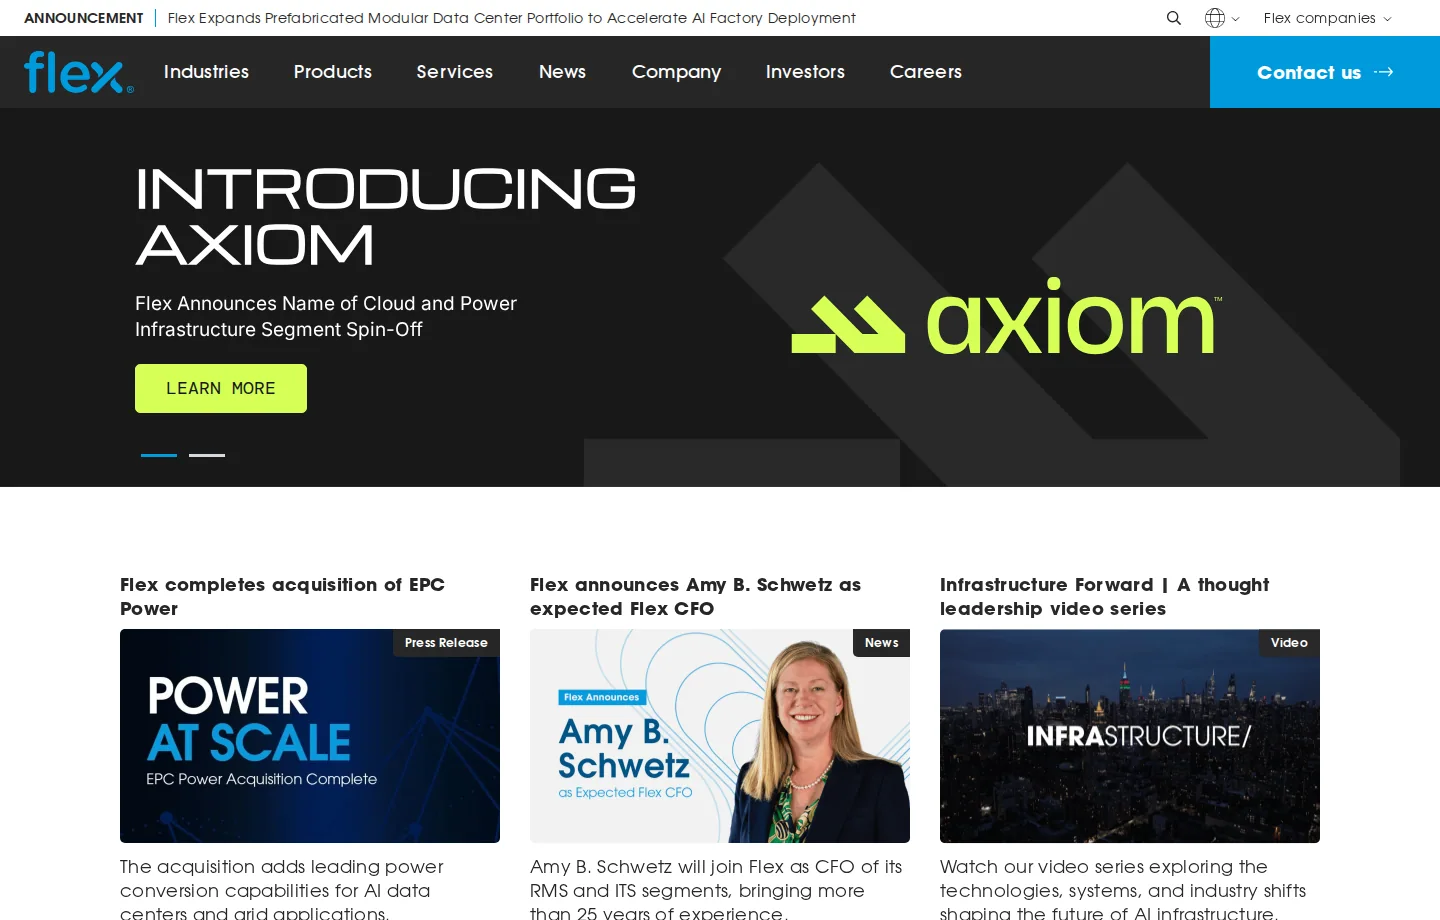 ANNOUNCEMENT
Flex Expands Prefabricated Modular Data Center Portfolio to Accelerate AI Factory Deployment
Flex companies
flex®
Industries
Products
Services
News
Company
Investors
Careers
Contact us
INTRODUCING
AXIOM
Flex Announces Name of Cloud and Power
Infrastructure Segment Spin-Off
LEARN MORE
axiom™
Flex completes acquisition of EPC
Power
Press Release
POWER
AT SCALE
EPC Power Acquisition Complete
The acquisition adds leading power
conversion capabilities for AI data
centers and grid applications.
Flex announces Amy B. Schwetz as
expected Flex CFO
News
Flex Announces
Amy B.
Schwetz
as Expected Flex CFO
Amy B. Schwetz will join Flex as CFO of its
RMS and ITS segments, bringing more
than 25 years of experience.
Infrastructure Forward | A thought
leadership video series
Video
INFRASTRUCTURE/
Watch our video series exploring the
technologies, systems, and industry shifts
shaping the future of AI infrastructure.